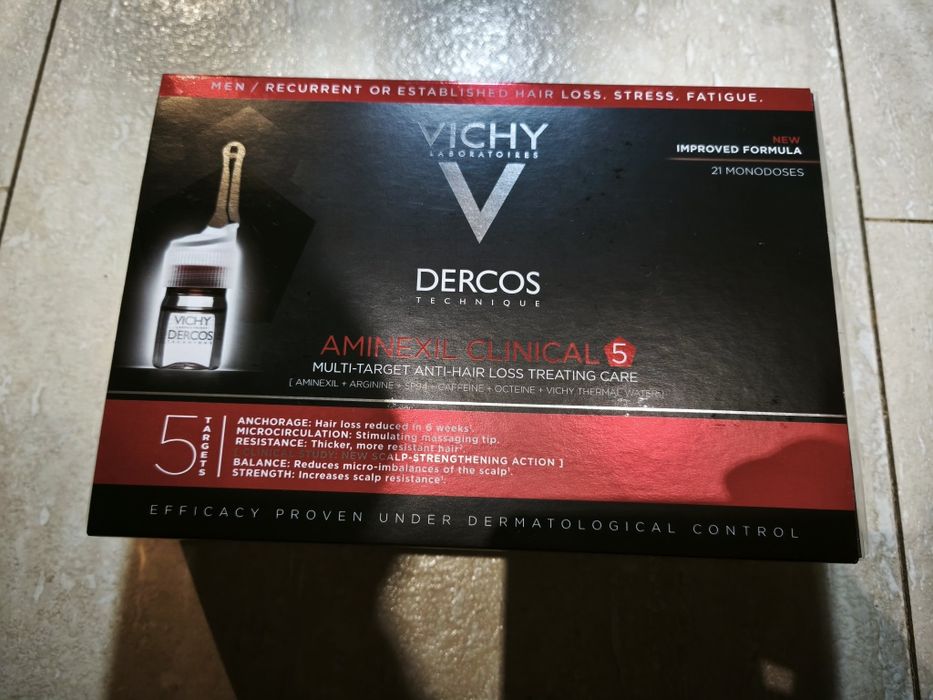 MEN / RECURRENT OR ESTABLISHED HAIR LOSS. STRESS. FATIGUE.
VICHY
LABORATOIRES
NEW
IMPROVED FORMULA
21 MONODOSES
V
DERCOS
TECHNIQUE
VICHY
LABORATOIRES
DERCOS
TECHNIQUE
AMINEXIL CLINICAL 5
MULTI-TARGET ANTI-HAIR LOSS TREATING CARE
[ AMINEXIL + ARGININE + SP94 + CAFFEINE + OCTEINE + VICHY THERMAL WATER ]
5 TARGETS
ANCHORAGE: Hair loss reduced in 6 weeks¹.
MICROCIRCULATION: Stimulating massaging tip.
RESISTANCE: Thicker, more resistant hair¹.
[ CLINICAL STUDY: NEW SCALP-STRENGTHENING ACTION ]
BALANCE: Reduces micro-imbalances of the scalp¹.
STRENGTH: Increases scalp resistance¹.
EFFICACY PROVEN UNDER DERMATOLOGICAL CONTROL